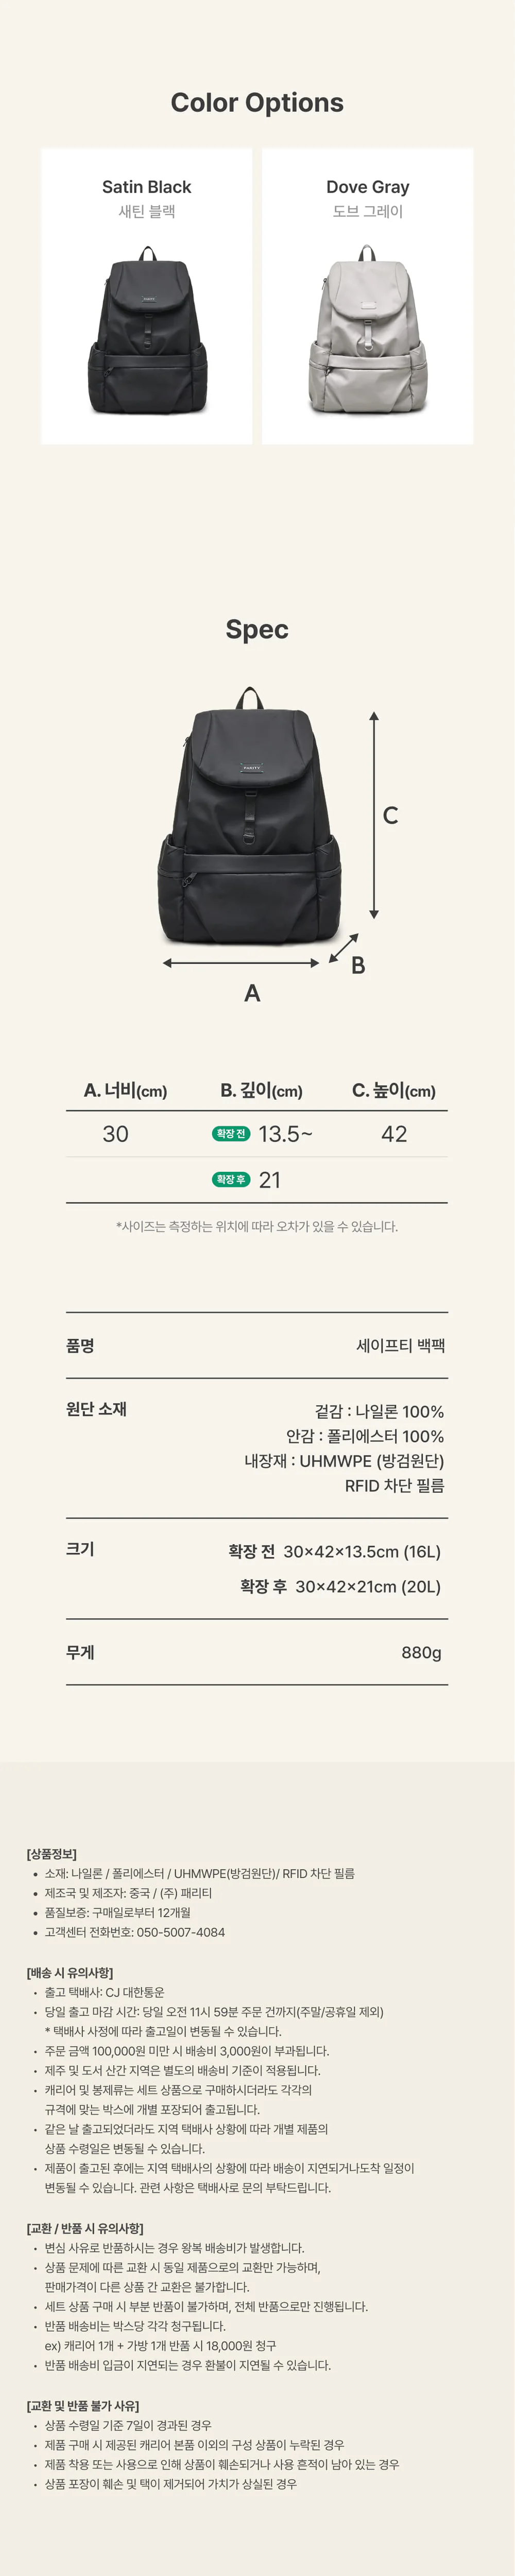 Color Options
Satin Black
새틴 블랙
Dove Gray
도브 그레이
PARITY
Spec
PARITY
C
B
A
A. 너비(cm) B. 깊이(cm) C. 높이(cm)
30 확장 전 13.5~ 42
확장 후 21
*사이즈는 측정하는 위치에 따라 오차가 있을 수 있습니다.
품명 세이프티 백팩
원단 소재 겉감 : 나일론 100%
안감 : 폴리에스터 100%
내장재 : UHMWPE (방검원단)
RFID 차단 필름
크기 확장 전 30×42×13.5cm (16L)
확장 후 30×42×21cm (20L)
무게 880g
[상품정보]
• 소재: 나일론 / 폴리에스터 / UHMWPE(방검원단)/ RFID 차단 필름
• 제조국 및 제조자: 중국 / (주) 패리티
• 품질보증: 구매일로부터 12개월
• 고객센터 전화번호: 050-5007-4084
[배송 시 유의사항]
• 출고 택배사: CJ 대한통운
• 당일 출고 마감 시간: 당일 오전 11시 59분 주문 건까지(주말/공휴일 제외)
* 택배사 사정에 따라 출고일이 변동될 수 있습니다.
• 주문 금액 100,000원 미만 시 배송비 3,000원이 부과됩니다.
• 제주 및 도서 산간 지역은 별도의 배송비 기준이 적용됩니다.
• 캐리어 및 봉제류는 세트 상품으로 구매하시더라도 각각의
규격에 맞는 박스에 개별 포장되어 출고됩니다.
• 같은 날 출고되었더라도 지역 택배사 상황에 따라 개별 제품의
상품 수령일은 변동될 수 있습니다.
• 제품이 출고된 후에는 지역 택배사의 상황에 따라 배송이 지연되거나도착 일정이
변동될 수 있습니다. 관련 사항은 택배사로 문의 부탁드립니다.
[교환 / 반품 시 유의사항]
• 변심 사유로 반품하시는 경우 왕복 배송비가 발생합니다.
• 상품 문제에 따른 교환 시 동일 제품으로의 교환만 가능하며,
판매가격이 다른 상품 간 교환은 불가합니다.
• 세트 상품 구매 시 부분 반품이 불가하며, 전체 반품으로만 진행됩니다.
• 반품 배송비는 박스당 각각 청구됩니다.
ex) 캐리어 1개 + 가방 1개 반품 시 18,000원 청구
• 반품 배송비 입금이 지연되는 경우 환불이 지연될 수 있습니다.
[교환 및 반품 불가 사유]
• 상품 수령일 기준 7일이 경과된 경우
• 제품 구매 시 제공된 캐리어 본품 이외의 구성 상품이 누락된 경우
• 제품 착용 또는 사용으로 인해 상품이 훼손되거나 사용 흔적이 남아 있는 경우
• 상품 포장이 훼손 및 택이 제거되어 가치가 상실된 경우